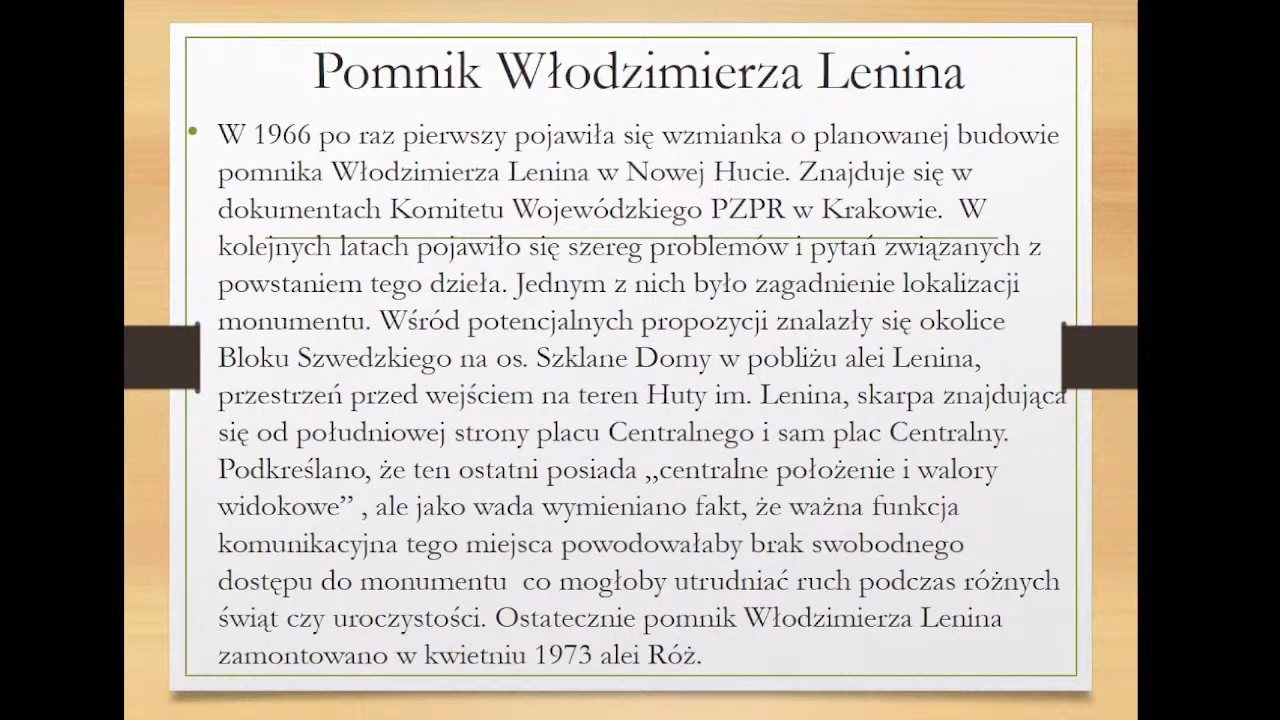 Pomnik Włodzimierza Lenina
• W 1966 po raz pierwszy pojawiła się wzmianka o planowanej budowie
pomnika Włodzimierza Lenina w Nowej Hucie. Znajduje się w
dokumentach Komitetu Wojewódzkiego PZPR w Krakowie.  W
kolejnych latach pojawiło się szereg problemów i pytań związanych z
powstaniem tego dzieła. Jednym z nich było zagadnienie lokalizacji
monumentu. Wśród potencjalnych propozycji znalazły się okolice
Bloku Szwedzkiego na os. Szklane Domy w pobliżu alei Lenina,
przestrzeń przed wejściem na teren Huty im. Lenina, skarpa znajdująca
się od południowej strony placu Centralnego i sam plac Centralny.
Podkreślano, że ten ostatni posiada „centralne położenie i walory
widokowe” , ale jako wada wymieniano fakt, że ważna funkcja
komunikacyjna tego miejsca powodowałaby brak swobodnego
dostępu do monumentu  co mogłoby utrudniać ruch podczas różnych
świąt czy uroczystości. Ostatecznie pomnik Włodzimierza Lenina
zamontowano w kwietniu 1973 alei Róż.